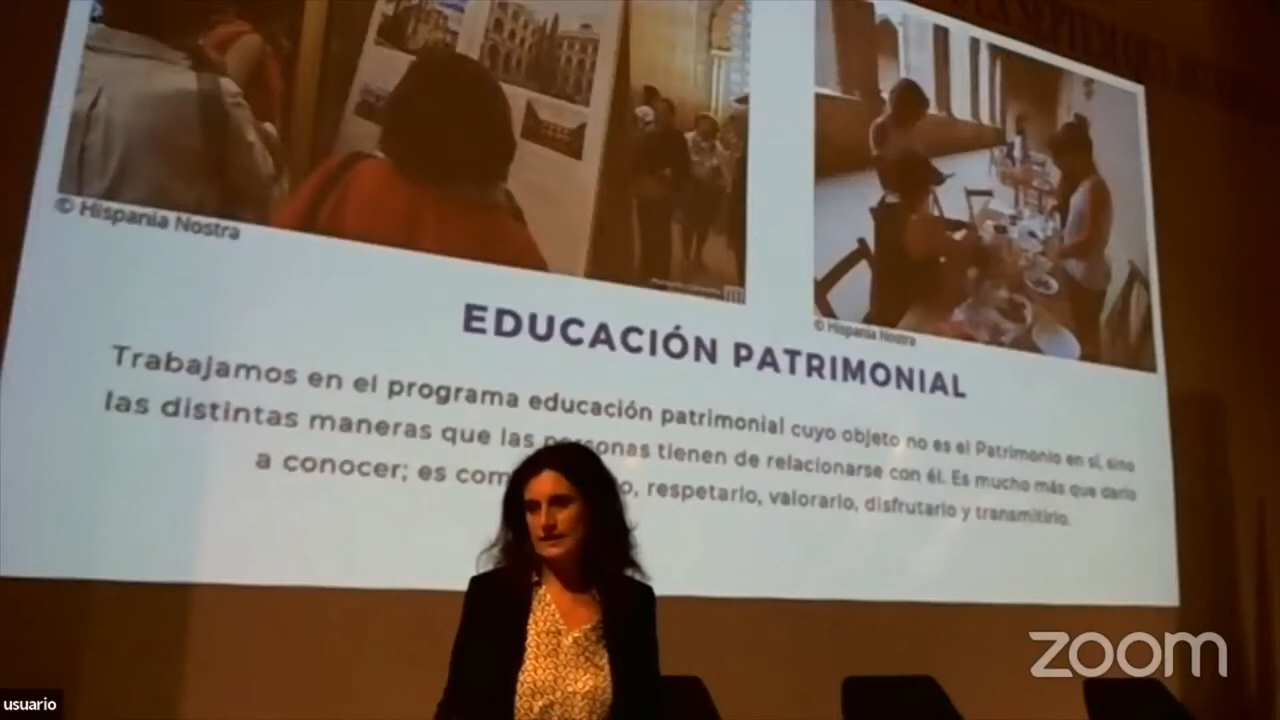 © Hispania Nostra
© Hispania Nostra
EDUCACIÓN PATRIMONIAL
Trabajamos en el programa educación patrimonial cuyo objeto no es el Patrimonio en sí, sino
las distintas maneras que las personas tienen de relacionarse con él. Es mucho más que darlo
a conocer; es respetarlo, valorarlo, disfrutarlo y transmitirlo.
zoom
usuario